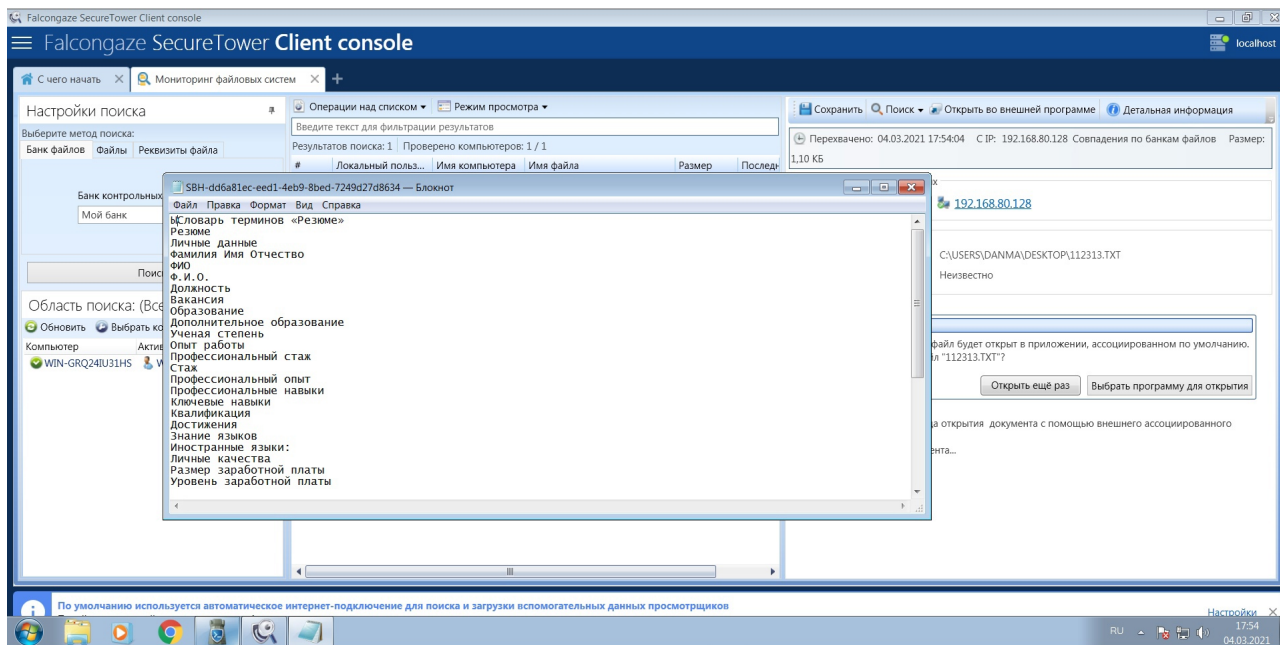 Falcongaze SecureTower Client console
Falcongaze SecureTower Client console
localhost
С чего начать
Мониторинг файловых систем
Настройки поиска
Выберите метод поиска:
Банк файлов Файлы Реквизиты файла
Банк контрольных
Мой банк
Поис
Область поиска: (Все
Обновить Выбрать ко
Компьютер Актив
WIN-GRQ24IU31HS W
Операции над списком Режим просмотра
Введите текст для фильтрации результатов
Результатов поиска: 1 Проверено компьютеров: 1 / 1
# Локальный польз... Имя компьютера Имя файла Размер Последн
Сохранить Поиск Открыть во внешней программе Детальная информация
Перехвачено: 04.03.2021 17:54:04 С IP: 192.168.80.128 Совпадения по банкам файлов Размер:
1,10 КБ
х
192.168.80.128
C:\USERS\DANMA\DESKTOP\112313.TXT
Неизвестно
файл будет открыт в приложении, ассоциированном по умолчанию.
йл "112313.TXT"?
Открыть ещё раз Выбрать программу для открытия
да открытия документа с помощью внешнего ассоциированного
ента...
SBH-dd6a81ec-eed1-4eb9-8bed-7249d27d8634 — Блокнот
Файл Правка Формат Вид Справка
ЫСловарь терминов «Резюме»
Резюме
Личные данные
Фамилия Имя Отчество
ФИО
Ф.И.О.
Должность
Вакансия
Образование
Дополнительное образование
Ученая степень
Опыт работы
Профессиональный стаж
Стаж
Профессиональный опыт
Профессиональные навыки
Ключевые навыки
Квалификация
Достижения
Знание языков
Иностранные языки:
Личные качества
Размер заработной платы
Уровень заработной платы
По умолчанию используется автоматическое интернет-подключение для поиска и загрузки вспомогательных данных просмотрщиков
Настройки
RU
17:54
04.03.2021